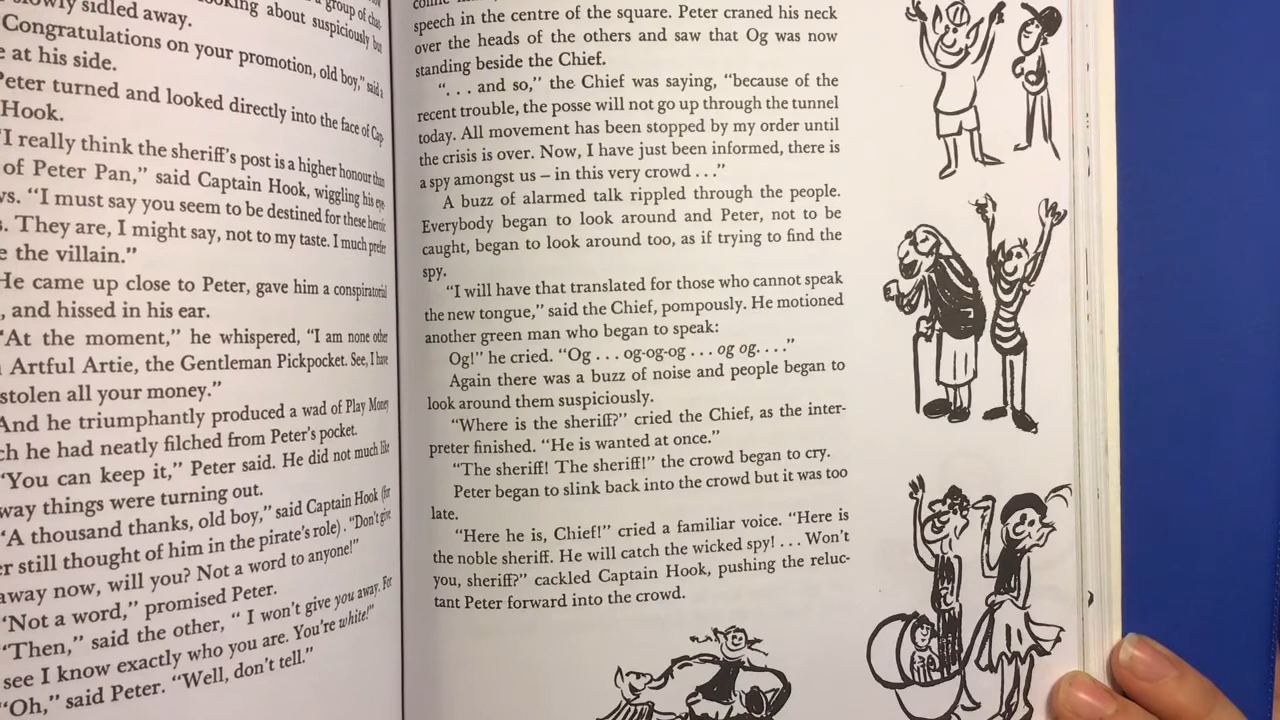 slowly sidled away.
a group of chat-
looking about suspiciously but
Congratulations on your promotion, old boy,” said a
e at his side.
Peter turned and looked directly into the face of Cap-
Hook.
“I really think the sheriff’s post is a higher honour than
of Peter Pan,” said Captain Hook, wiggling his eye-
ws. “I must say you seem to be destined for these heroic
s. They are, I might say, not to my taste. I much prefer
e the villain.”
He came up close to Peter, gave him a conspiratorial
, and hissed in his ear.
“At the moment,” he whispered, “I am none other
Artful Artie, the Gentleman Pickpocket. See, I have
stolen all your money.”
And he triumphantly produced a wad of Play Money
ch he had neatly filched from Peter’s pocket.
“You can keep it,” Peter said. He did not much like
way things were turning out.
“A thousand thanks, old boy,” said Captain Hook (for
er still thought of him in the pirate’s role). “Don’t give
away now, will you? Not a word to anyone!”
“Not a word,” promised Peter.
“Then,” said the other, “ I won’t give you away. For
see I know exactly who you are. You’re white!”
“Oh,” said Peter. “Well, don’t tell.”
speech in the centre of the square. Peter craned his neck
over the heads of the others and saw that Og was now
standing beside the Chief.
“. . . and so,” the Chief was saying, “because of the
recent trouble, the posse will not go up through the tunnel
today. All movement has been stopped by my order until
the crisis is over. Now, I have just been informed, there is
a spy amongst us – in this very crowd . . .”
A buzz of alarmed talk rippled through the people.
Everybody began to look around and Peter, not to be
caught, began to look around too, as if trying to find the
spy.
“I will have that translated for those who cannot speak
the new tongue,” said the Chief, pompously. He motioned
another green man who began to speak:
Og!” he cried. “Og . . . og-og-og . . . og og. . . .”
Again there was a buzz of noise and people began to
look around them suspiciously.
“Where is the sheriff?” cried the Chief, as the inter-
preter finished. “He is wanted at once.”
“The sheriff! The sheriff!” the crowd began to cry.
Peter began to slink back into the crowd but it was too
late.
“Here he is, Chief!” cried a familiar voice. “Here is
the noble sheriff. He will catch the wicked spy! . . . Won’t
you, sheriff?” cackled Captain Hook, pushing the reluc-
tant Peter forward into the crowd.